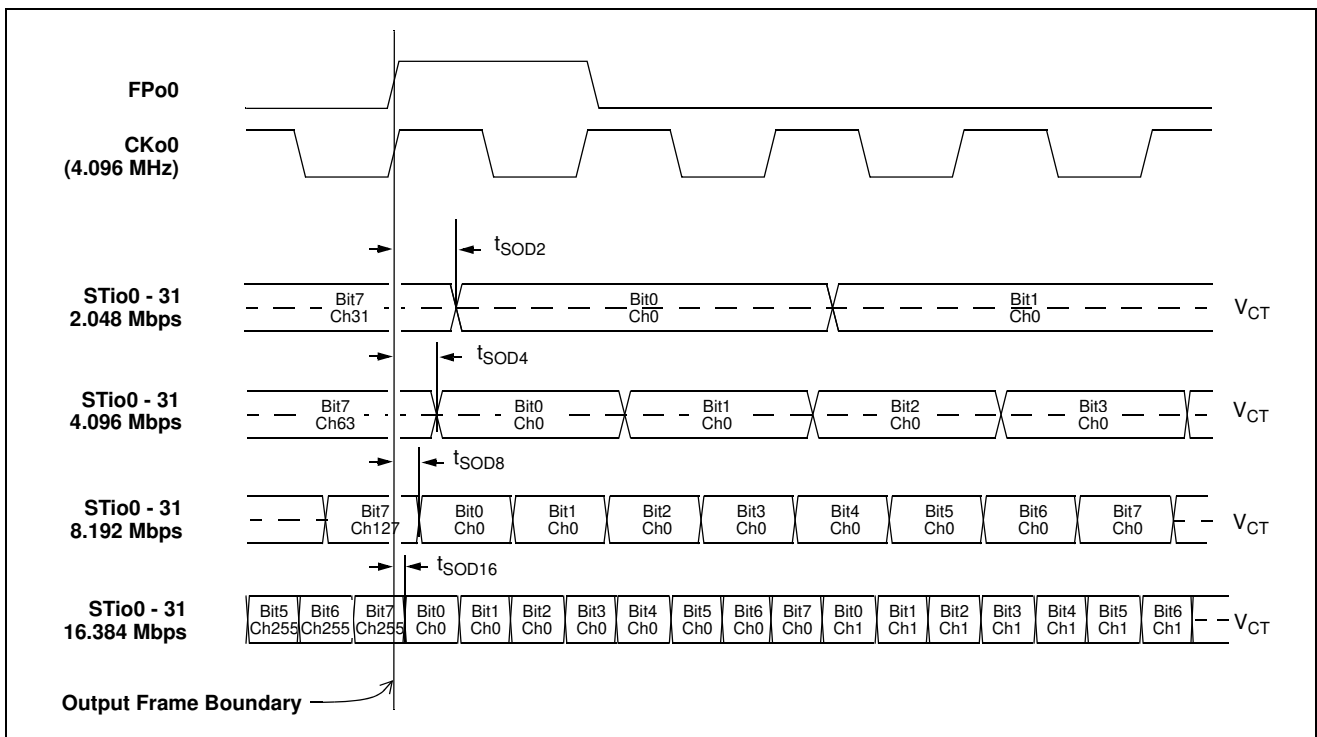 FPo0
CKo0
(4.096 MHz)
tSOD2
STio0 - 31
2.048 Mbps
Bit7
Ch31
Bit0
Ch0
Bit1
Ch0
VCT
tSOD4
STio0 - 31
4.096 Mbps
Bit7
Ch63
Bit0
Ch0
Bit1
Ch0
Bit2
Ch0
Bit3
Ch0
VCT
tSOD8
STio0 - 31
8.192 Mbps
Bit7
Ch127
Bit0
Ch0
Bit1
Ch0
Bit2
Ch0
Bit3
Ch0
Bit4
Ch0
Bit5
Ch0
Bit6
Ch0
Bit7
Ch0
VCT
tSOD16
STio0 - 31
16.384 Mbps
Bit5
Ch255
Bit6
Ch255
Bit7
Ch255
Bit0
Ch0
Bit1
Ch0
Bit2
Ch0
Bit3
Ch0
Bit4
Ch0
Bit5
Ch0
Bit6
Ch0
Bit7
Ch0
Bit0
Ch1
Bit1
Ch1
Bit2
Ch1
Bit3
Ch1
Bit4
Ch1
Bit5
Ch1
Bit6
Ch1
VCT
Output Frame Boundary